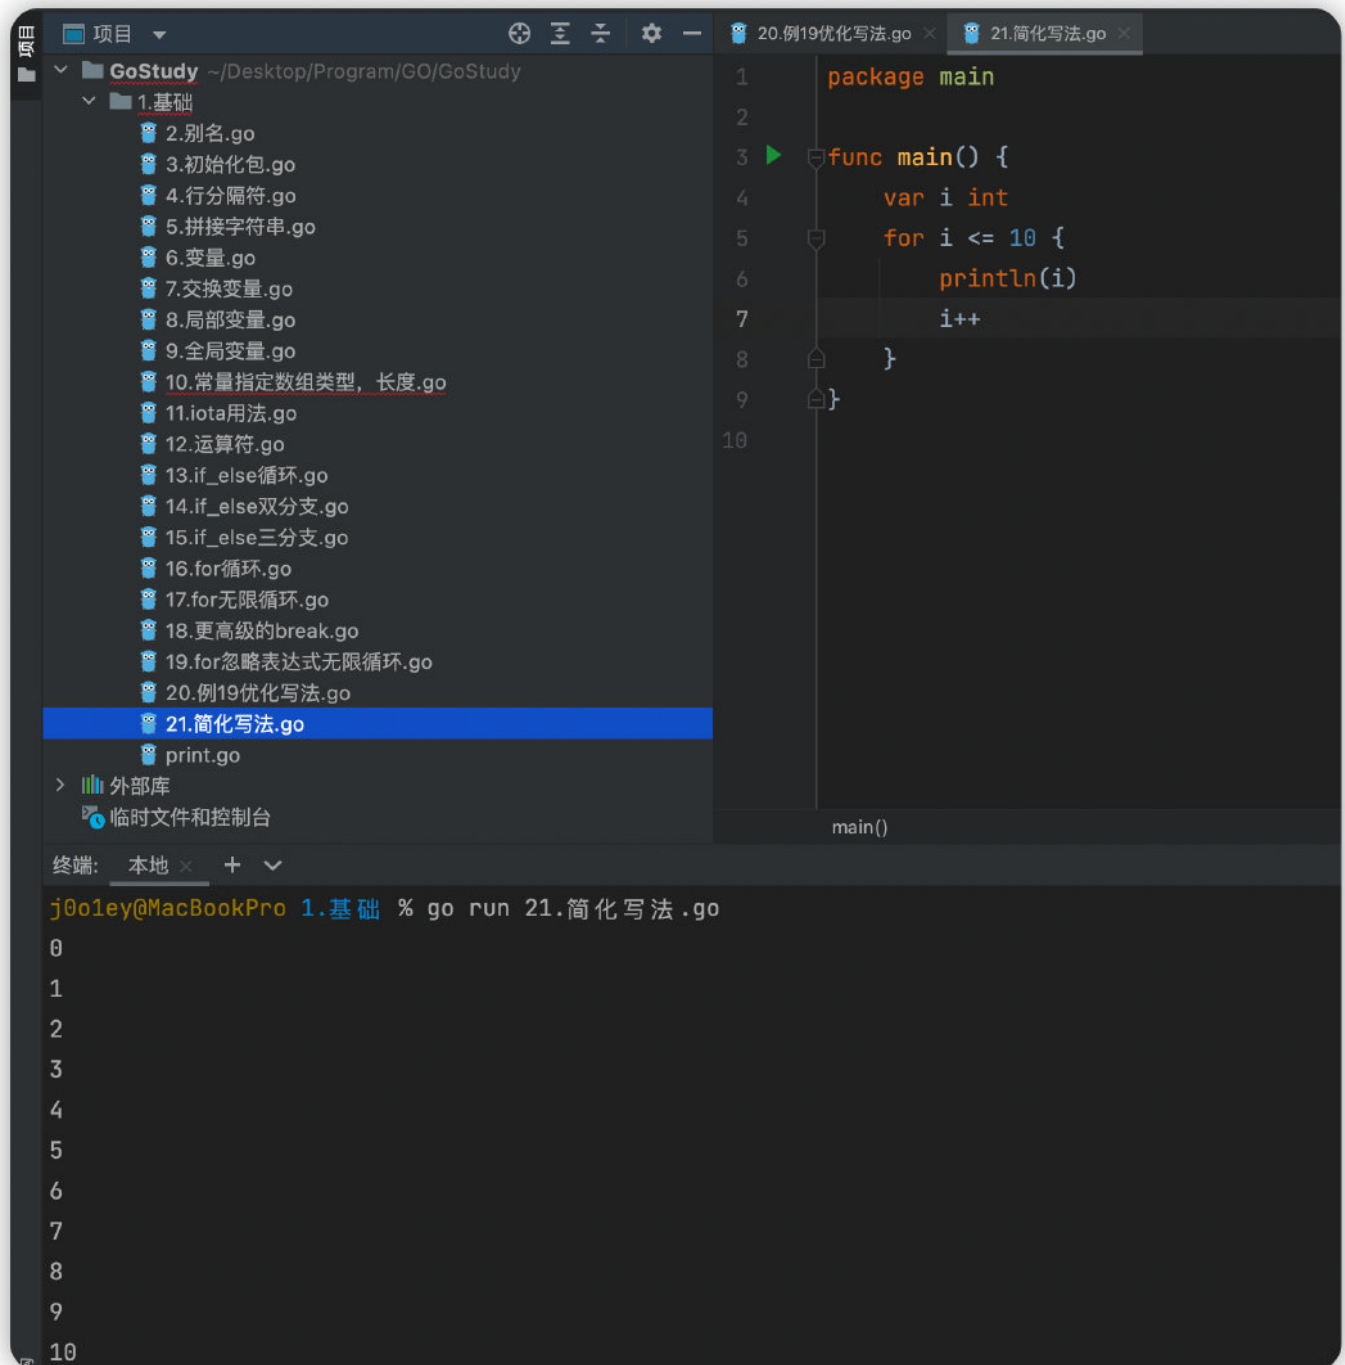 项目
项目
GoStudy ~/Desktop/Program/GO/GoStudy
1.基础
2.别名.go
3.初始化包.go
4.行分隔符.go
5.拼接字符串.go
6.变量.go
7.交换变量.go
8.局部变量.go
9.全局变量.go
10.常量指定数组类型，长度.go
11.iota用法.go
12.运算符.go
13.if_else循环.go
14.if_else双分支.go
15.if_else三分支.go
16.for循环.go
17.for无限循环.go
18.更高级的break.go
19.for忽略表达式无限循环.go
20.例19优化写法.go
21.简化写法.go
print.go
外部库
临时文件和控制台
20.例19优化写法.go × 21.简化写法.go ×
1 package main
2
3 func main() {
4 var i int
5 for i <= 10 {
6 println(i)
7 i++
8 }
9 }
10
main()
终端: 本地 × +
j0o1ey@MacBookPro 1.基础 % go run 21.简化写法.go
0
1
2
3
4
5
6
7
8
9
10